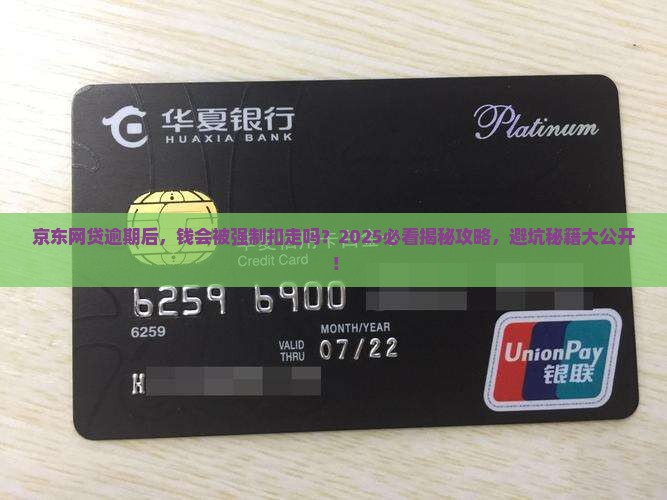 华夏银行
HUAXIA BANK
Platinum
京东网贷逾期后，钱会被强制扣走吗？2025必看揭秘攻略，避坑秘籍大公开
！
Credit Card
6259 6900
6259
MONTH/YEAR
VALID
THRU
07/22
H
UnionPay
银联